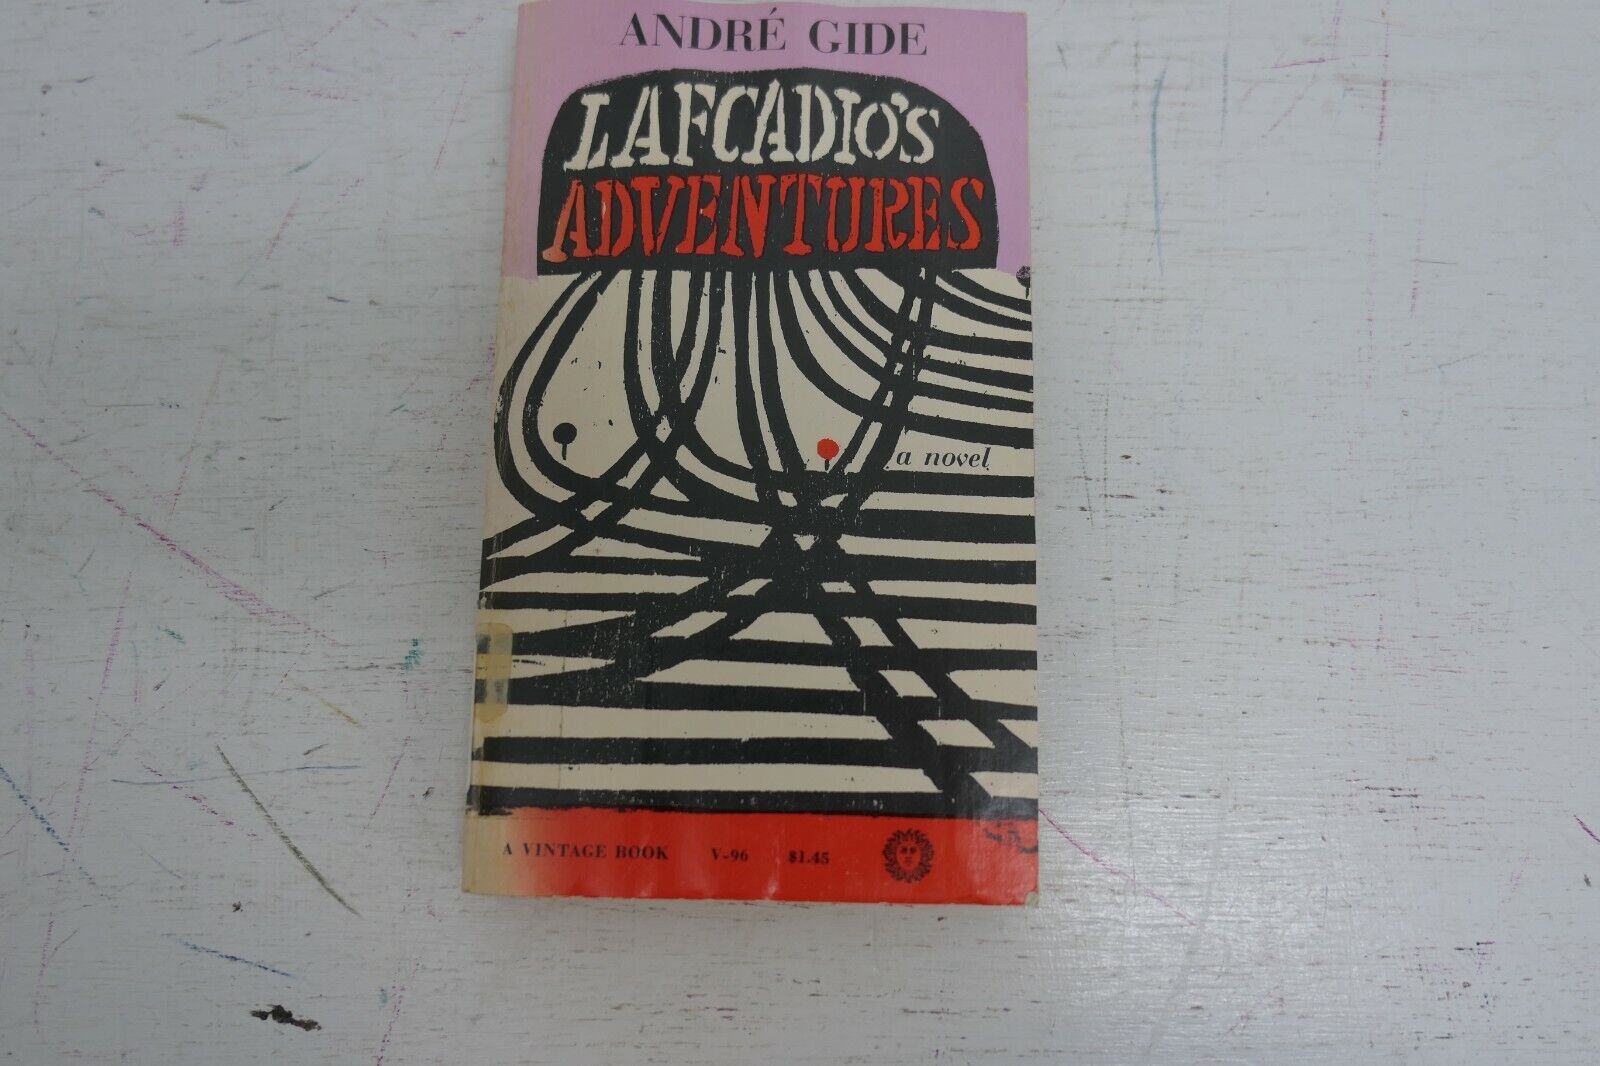 ANDRÉ GIDE
LAFCADIO'S
ADVENTURES
a novel
A VINTAGE BOOK V-96 $1.45